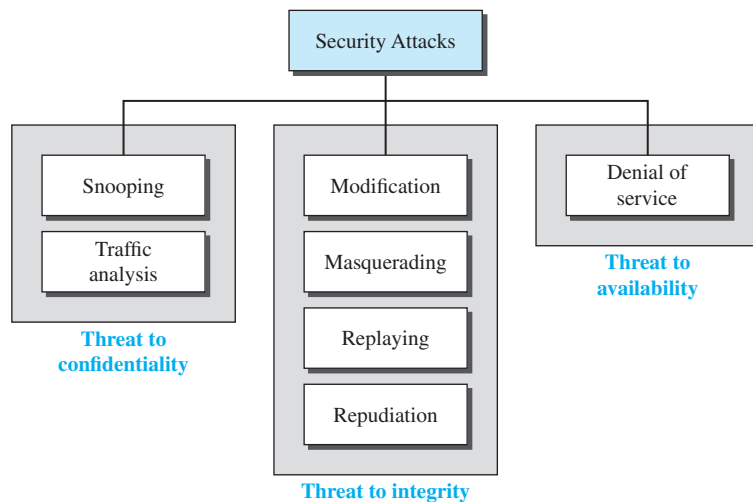 Security Attacks
Snooping
Traffic
analysis
Threat to
confidentiality
Modification
Masquerading
Replaying
Repudiation
Threat to integrity
Denial of
service
Threat to
availability